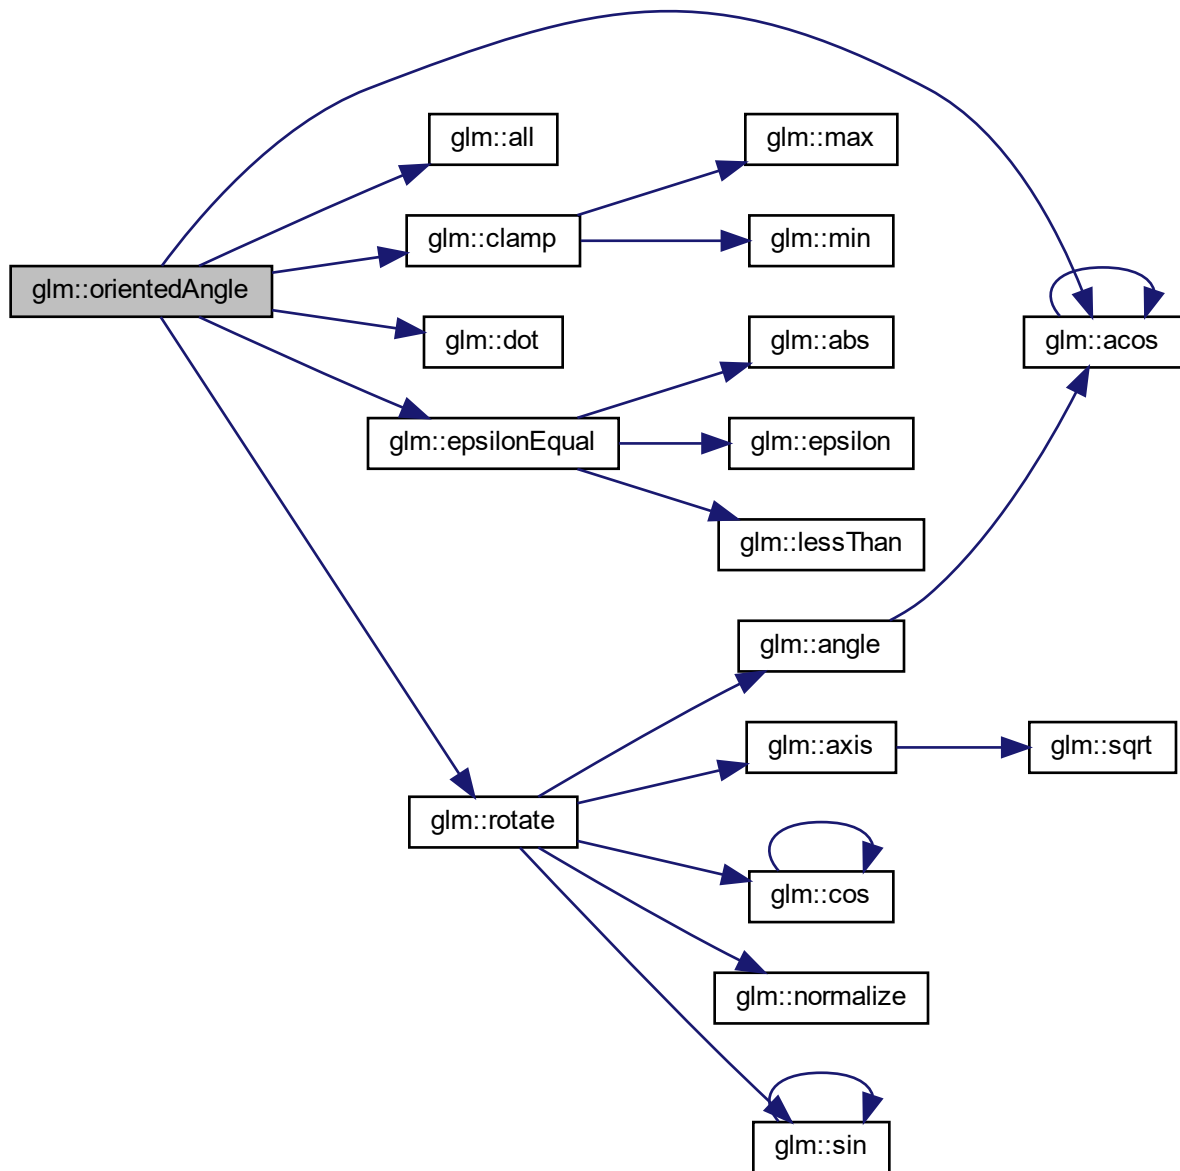 glm::all
glm::max
glm::clamp
glm::min
glm::orientedAngle
glm::dot
glm::abs
glm::acos
glm::epsilonEqual
glm::epsilon
glm::lessThan
glm::angle
glm::axis
glm::sqrt
glm::rotate
glm::cos
glm::normalize
glm::sin